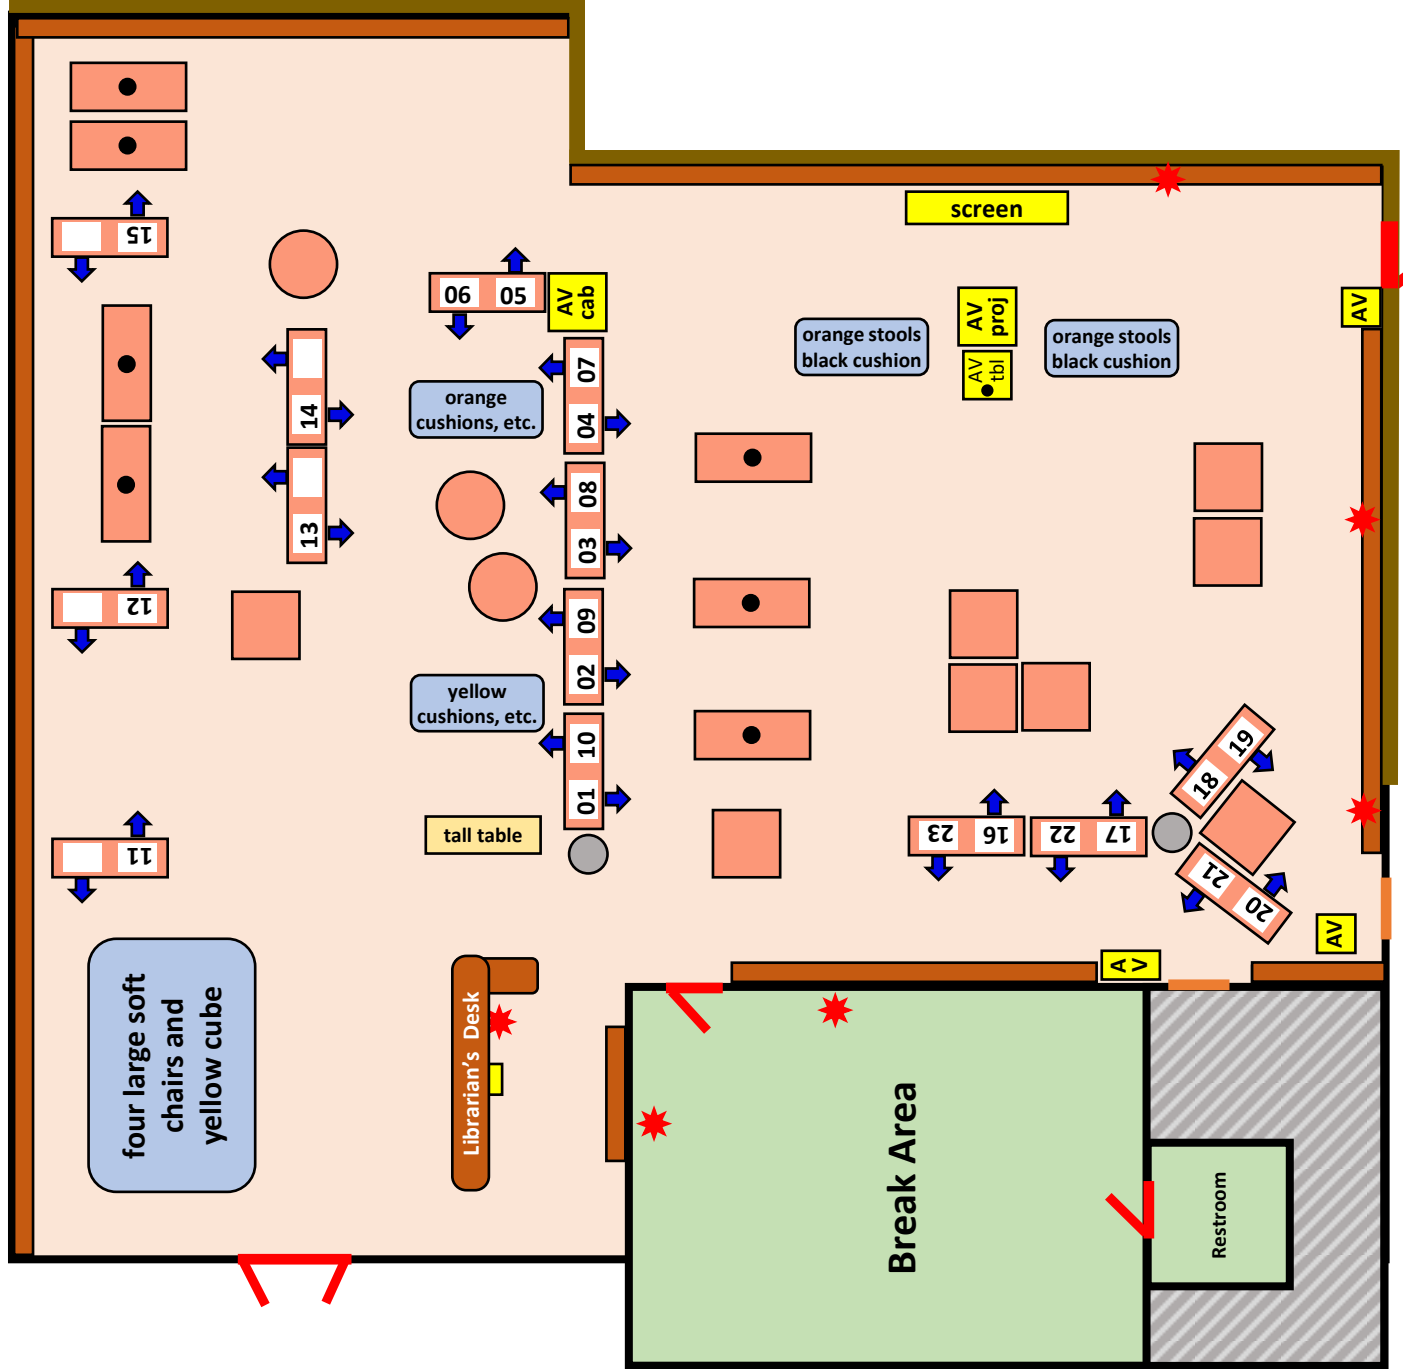 screen
15
06 05
AV
cab
AV
proj
AV
tbl
AV
orange stools
black cushion
orange stools
black cushion
07
04
orange
cushions, etc.
14
13
08
03
12
09
02
yellow
cushions, etc.
10
01
tall table
11
19
18
23 16
22 17
21
20
AV
A
V
four large soft
chairs and
yellow cube
Librarian's Desk
Break Area
Restroom